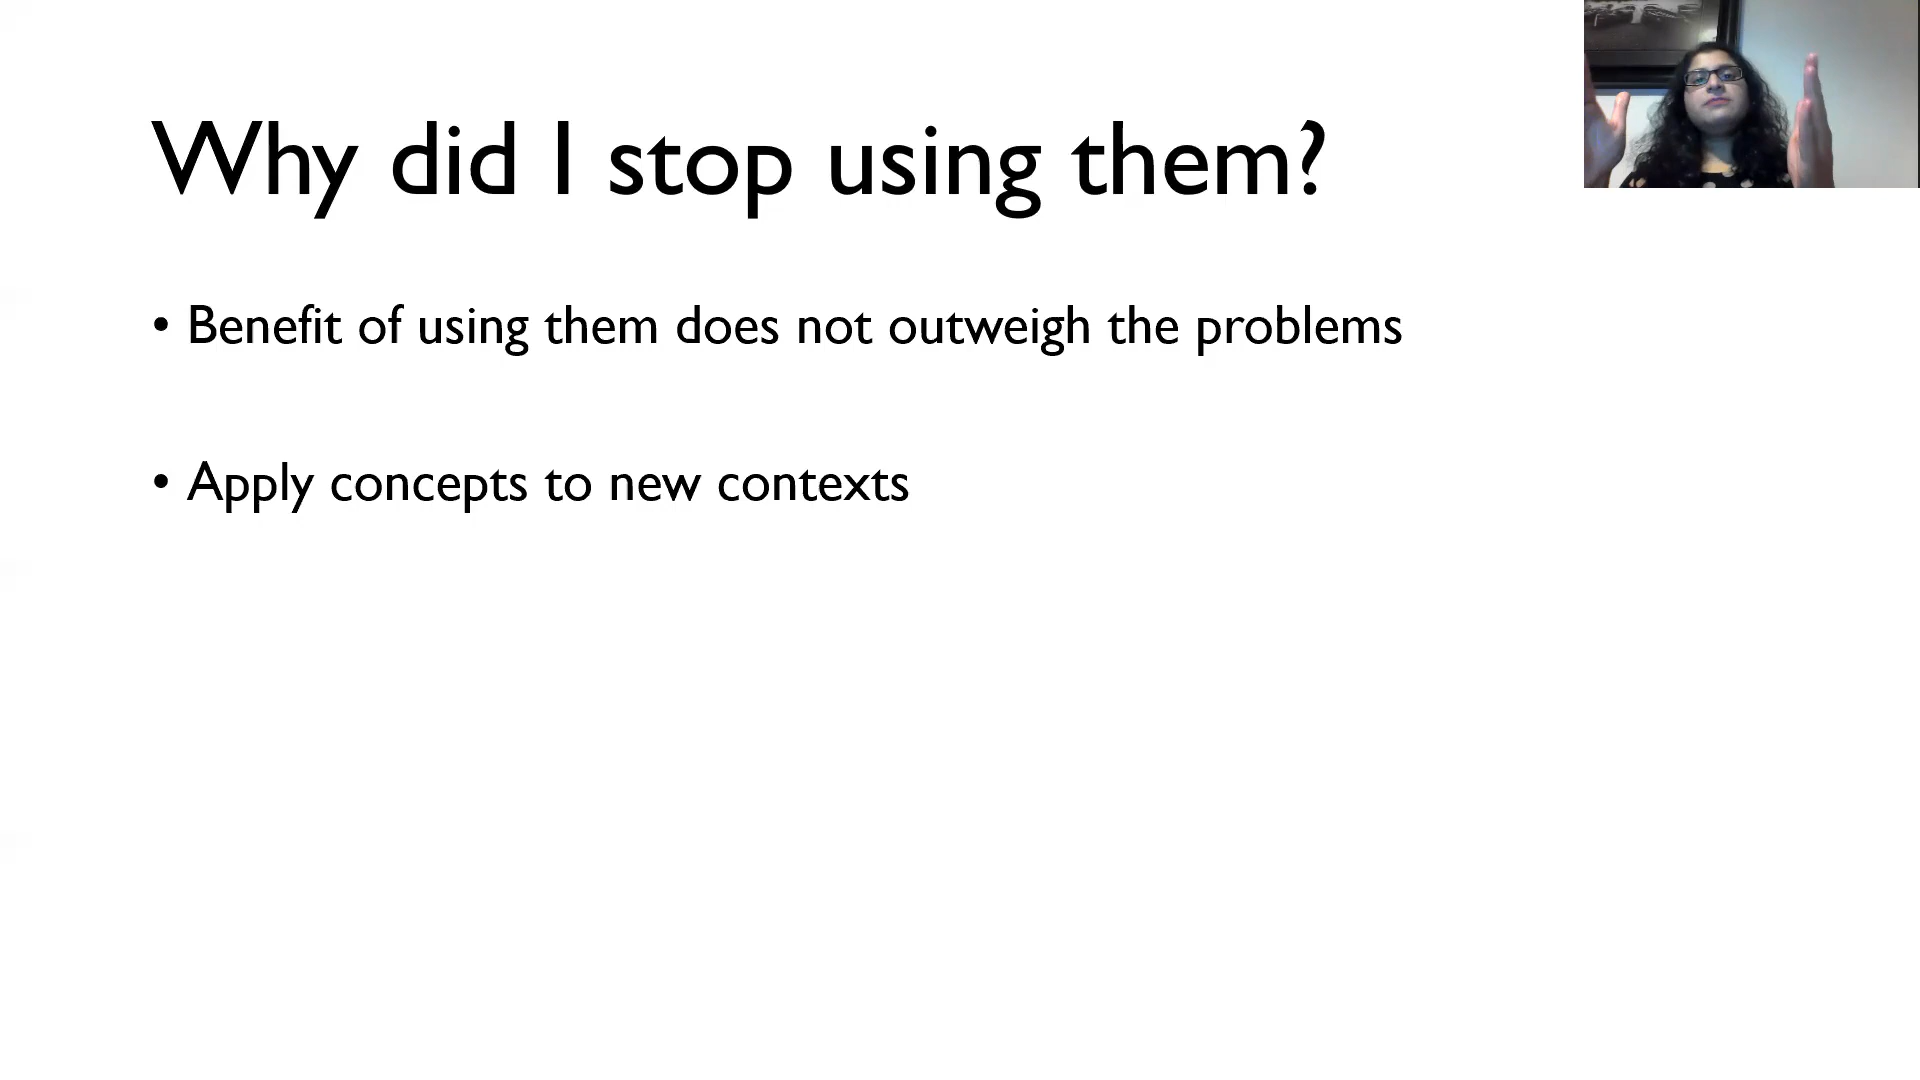 Why did I stop using them?
• Benefit of using them does not outweigh the problems
• Apply concepts to new contexts